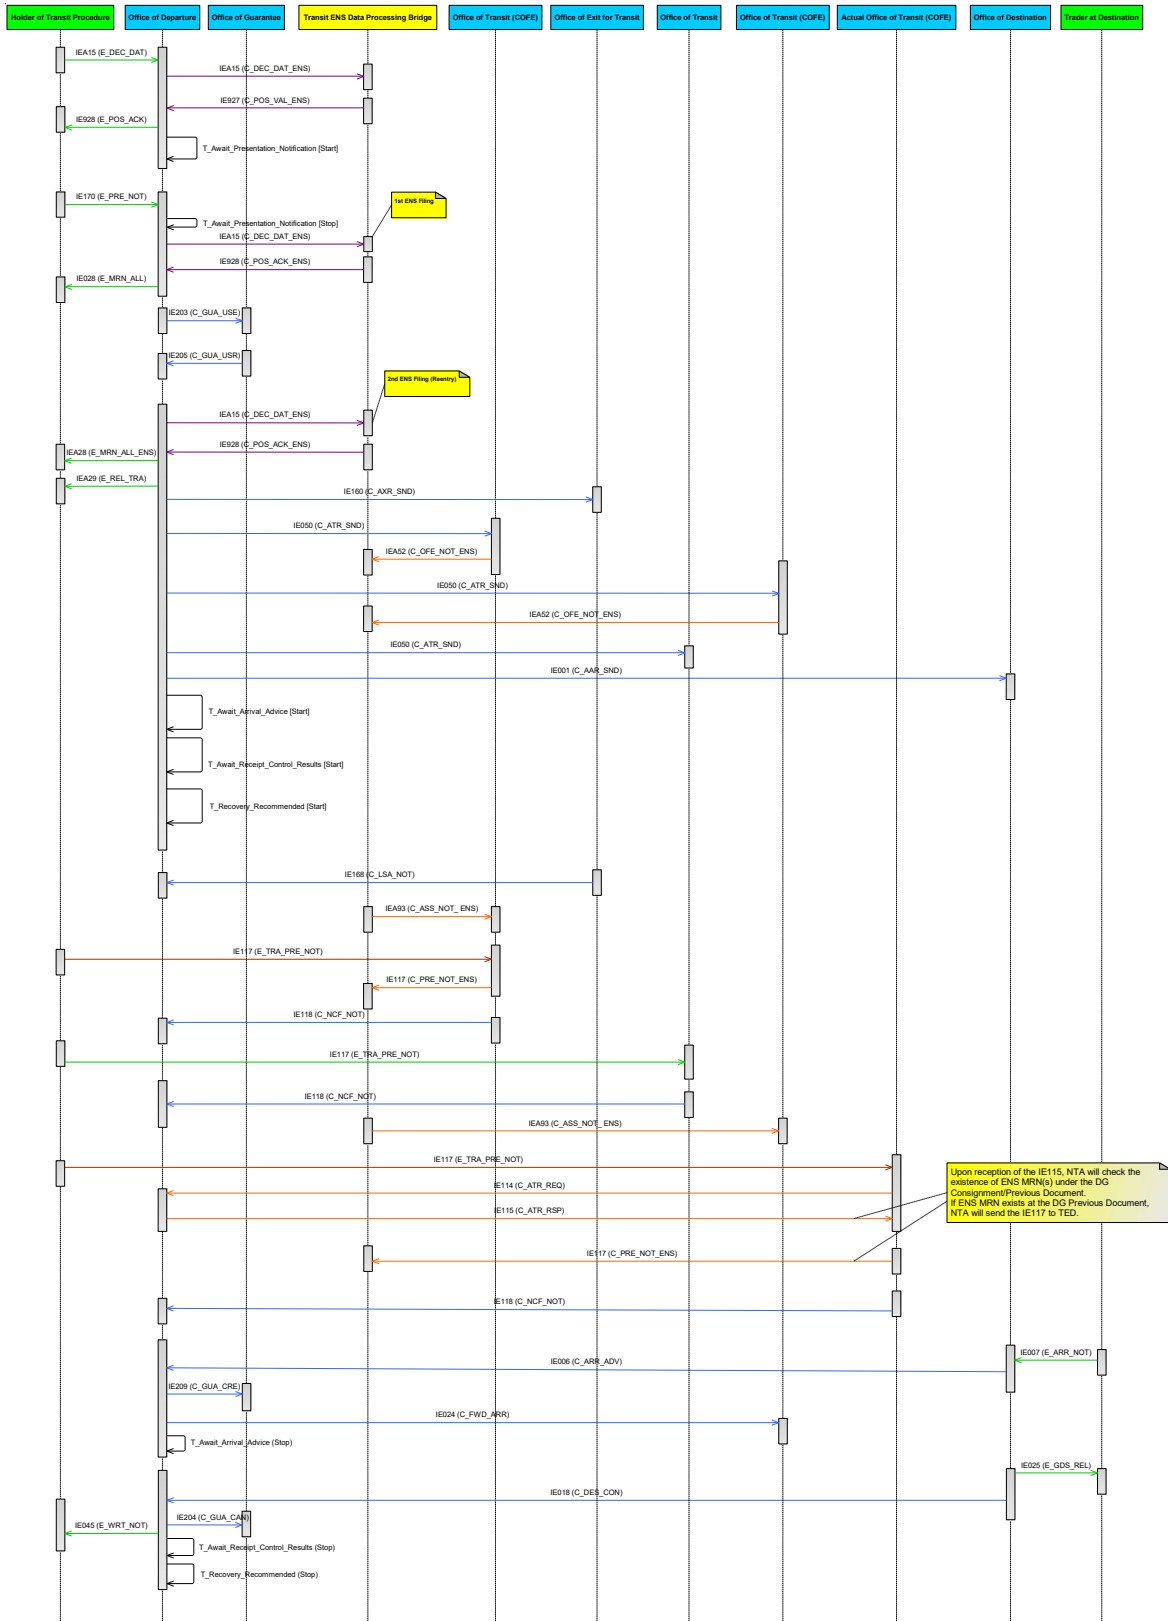 Holder of Transit Procedure
Office of Departure
Office of Guarantee
Transit ENS Data Processing Bridge
Office of Transit (COFE)
Office of Exit for Transit
Office of Transit
Office of Transit (COFE)
Actual Office of Transit (COFE)
Office of Destination
Trader at Destination
IEA15 (E_DEC_DAT)
IEA15 (C_DEC_DAT_ENS)
IE927 (C_POS_VAL_ENS)
IE928 (E_POS_ACK)
T_Await_Presentation_Notification [Start]
IE170 (E_PRE_NOT)
1st ENS Filing
T_Await_Presentation_Notification [Stop]
IEA15 (C_DEC_DAT_ENS)
IE928 (C_POS_ACK_ENS)
IE028 (E_MRN_ALL)
IE203 (C_GUA_USE)
IE205 (C_GUA_USR)
2nd ENS Filing (Reentry)
IEA15 (C_DEC_DAT_ENS)
IE928 (C_POS_ACK_ENS)
IEA28 (E_MRN_ALL_ENS)
IEA29 (E_REL_TRA)
IE160 (C_AXR_SND)
IE050 (C_ATR_SND)
IEA52 (C_OFE_NOT_ENS)
IE050 (C_ATR_SND)
IEA52 (C_OFE_NOT_ENS)
IE050 (C_ATR_SND)
IE001 (C_AAR_SND)
T_Await_Arrival_Advice [Start]
T_Await_Receipt_Control_Results [Start]
T_Recovery_Recommended [Start]
IE168 (C_LSA_NOT)
IEA93 (C_ASS_NOT_ ENS)
IE117 (E_TRA_PRE_NOT)
IE117 (C_PRE_NOT_ENS)
IE118 (C_NCF_NOT)
IE117 (E_TRA_PRE_NOT)
IE118 (C_NCF_NOT)
IEA93 (C_ASS_NOT_ ENS)
IE117 (E_TRA_PRE_NOT)
Upon reception of the IE115, NTA will check the
existence of ENS MRN(s) under the DG
Consignment/Previous Document.
If ENS MRN exists at the DG Previous Document,
NTA will send the IE117 to TED.
IE114 (C_ATR_REQ)
IE115 (C_ATR_RSP)
IE117 (C_PRE_NOT_ENS)
IE118 (C_NCF_NOT)
IE007 (E_ARR_NOT)
IE006 (C_ARR_ADV)
IE209 (C_GUA_CRE)
IE024 (C_FWD_ARR)
T_Await_Arrival_Advice (Stop)
IE025 (E_GDS_REL)
IE018 (C_DES_CON)
IE204 (C_GUA_CAN)
IE045 (E_WRT_NOT)
T_Await_Receipt_Control_Results (Stop)
T_Recovery_Recommended (Stop)